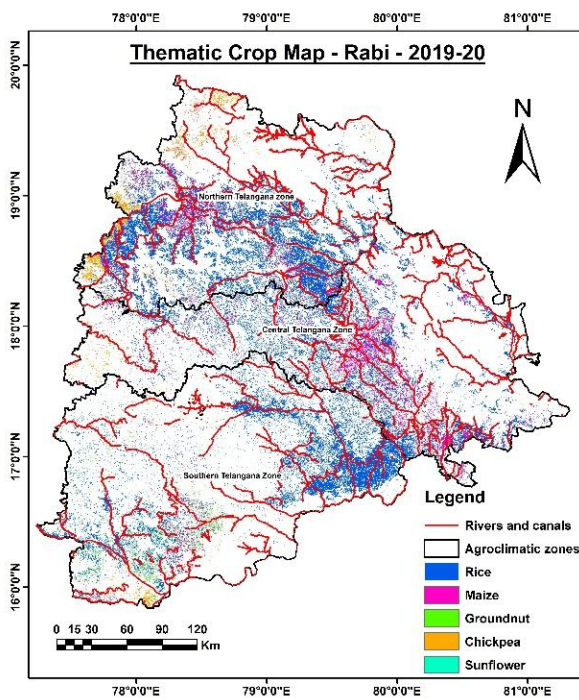 78°0'0"E 79°0'0"E 80°0'0"E 81°0'0"E
Thematic Crop Map - Rabi - 2019-20
N
20°0'0"N
19°0'0"N
18°0'0"N
17°0'0"N
16°0'0"N
Northern Telangana zone
Central Telangana Zone
Southern Telangana Zone
Legend
Rivers and canals
Agroclimatic zones
Rice
Maize
Groundnut
Chickpea
Sunflower
0 15 30 60 90 120
Km
78°0'0"E 79°0'0"E 80°0'0"E 81°0'0"E